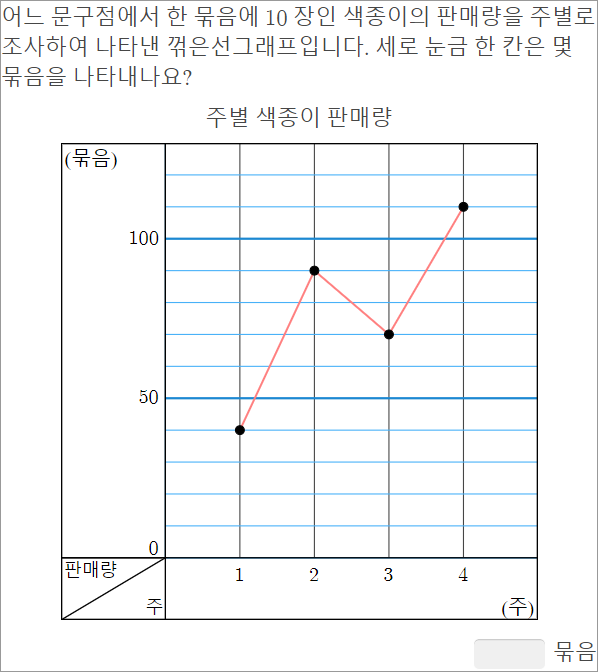 어느 문구점에서 한 묶음에 10 장인 색종이의 판매량을 주별로
조사하여 나타낸 꺾은선그래프입니다. 세로 눈금 한 칸은 몇
묶음을 나타내나요?
주별 색종이 판매량
(묶음)
100
50
0
판매량
주
1 2 3 4
(주)
묶음